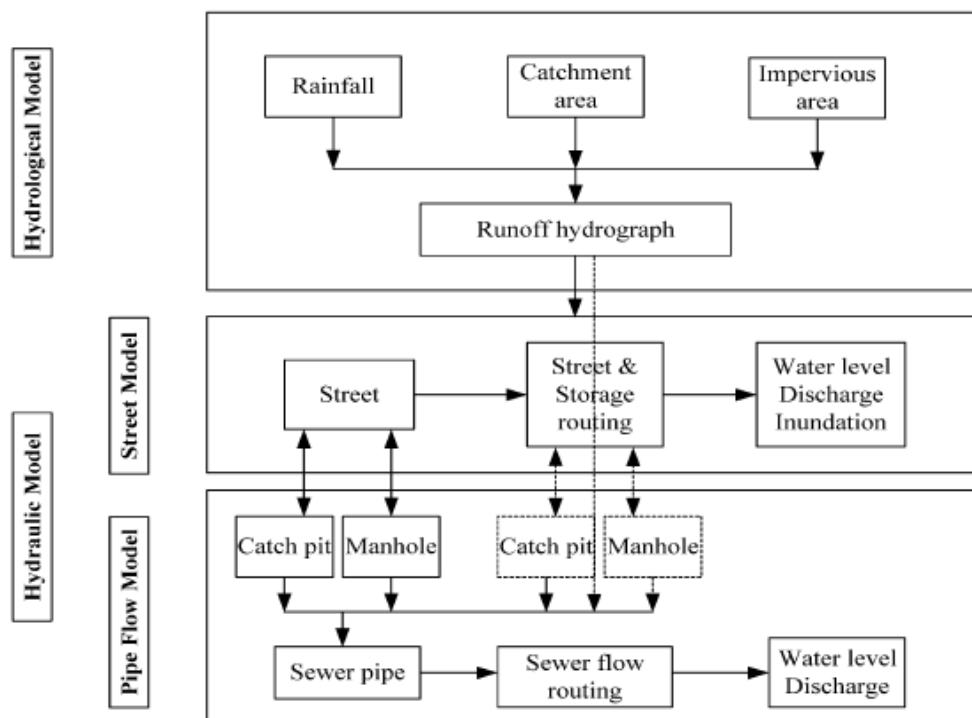 Hydrological Model
Rainfall
Catchment
area
Impervious
area
Runoff hydrograph
Hydraulic Model
Street Model
Street
Street &
Storage
routing
Water level
Discharge
Inundation
Pipe Flow Model
Catch pit
Manhole
Catch pit
Manhole
Sewer pipe
Sewer flow
routing
Water level
Discharge